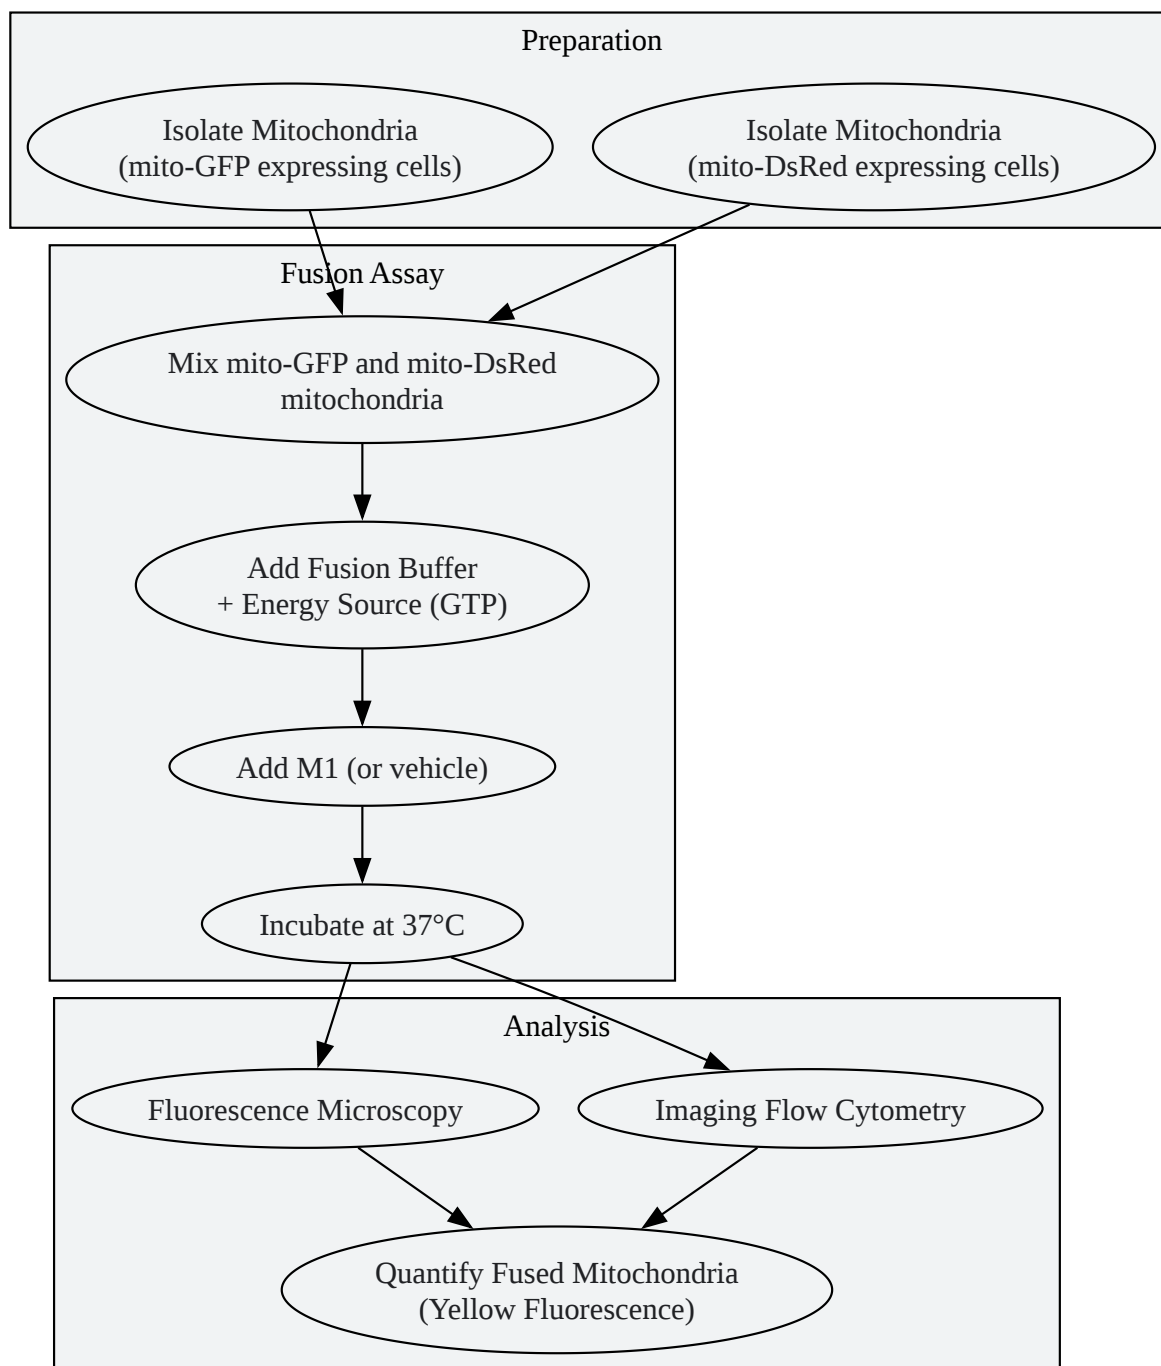 Preparation
Isolate Mitochondria
(mito-GFP expressing cells)
Isolate Mitochondria
(mito-DsRed expressing cells)
Fusion Assay
Mix mito-GFP and mito-DsRed
mitochondria
Add Fusion Buffer
+ Energy Source (GTP)
Add M1 (or vehicle)
Incubate at 37°C
Analysis
Fluorescence Microscopy
Imaging Flow Cytometry
Quantify Fused Mitochondria
(Yellow Fluorescence)